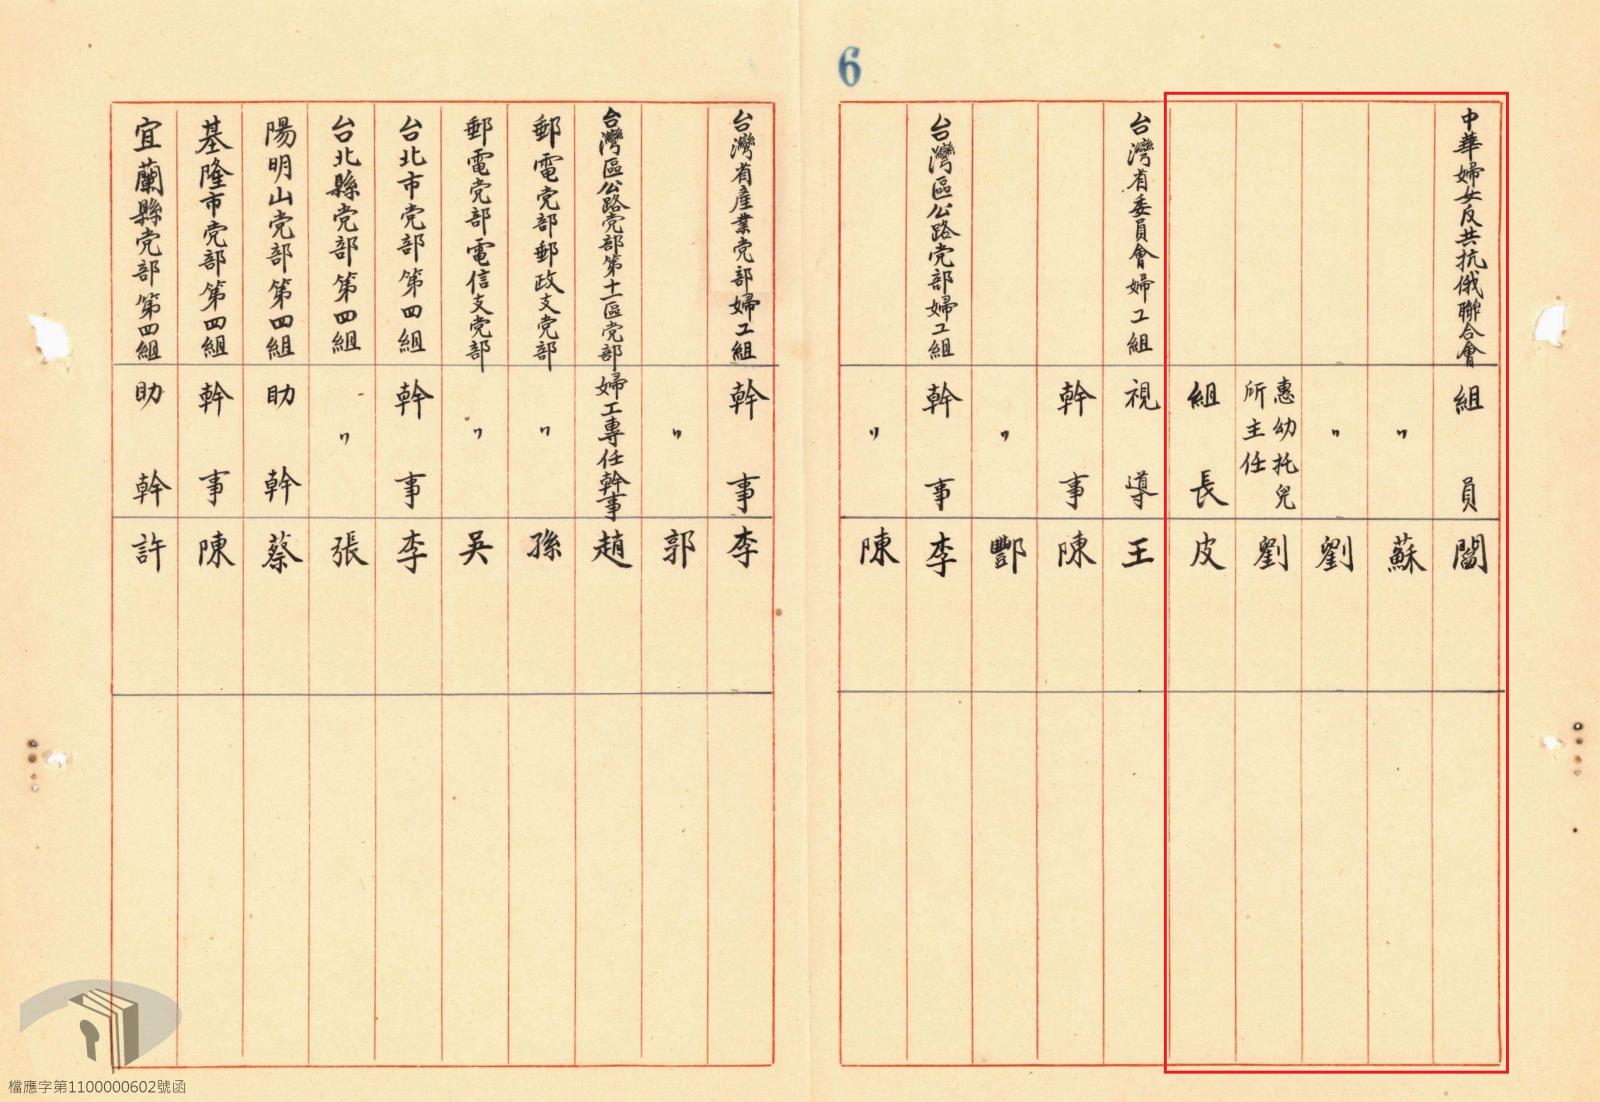 6
中華婦女反共抗俄聯合會 組員 閻
〃 蘇
〃 劉
惠幼托兒所主任 劉
組長 皮
台灣省委員會婦工組 視導 王
幹事 陳
〃 酆
台灣區公路党部婦工組 幹事 李
〃 陳
台灣省產業党部婦工組 幹事 李
〃 郭
台灣區公路党部第十一區党部 婦工專任幹事 趙
郵電党部郵政支党部 〃 孫
郵電党部電信支党部 〃 吳
台北市党部第四組 幹事 李
台北縣党部第四組 〃 張
陽明山党部第四組 助幹 蔡
基隆市党部第四組 幹事 陳
宜蘭縣党部第四組 助幹 許
檔應字第1100000602號函